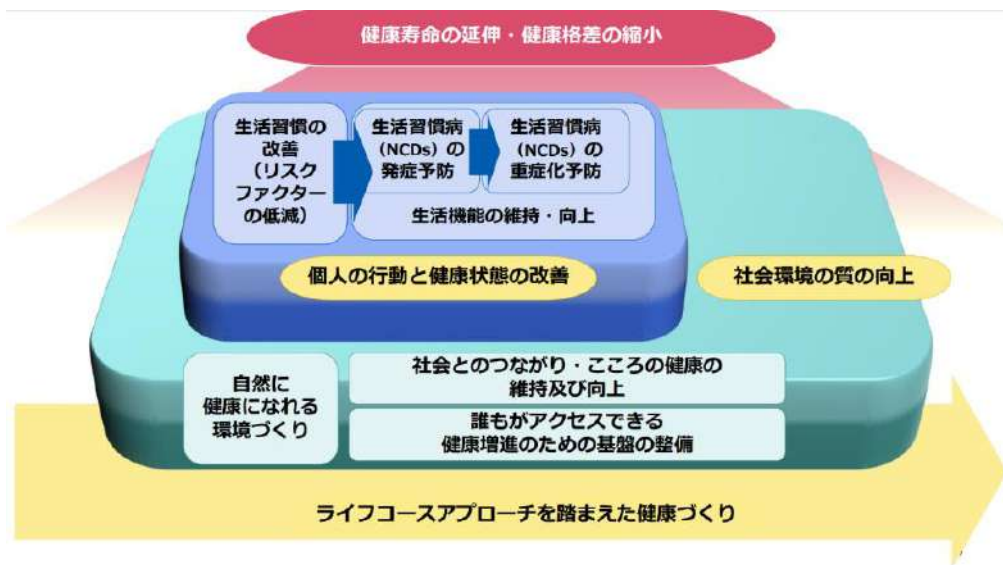 健康寿命の延伸・健康格差の縮小
生活習慣の
改善
（リスク
ファクター
の低減）
生活習慣病
（NCDs）の
発症予防
生活習慣病
（NCDs）の
重症化予防
生活機能の維持・向上
個人の行動と健康状態の改善
社会環境の質の向上
自然に
健康になれる
環境づくり
社会とのつながり・こころの健康の
維持及び向上
誰もがアクセスできる
健康増進のための基盤の整備
ライフコースアプローチを踏まえた健康づくり